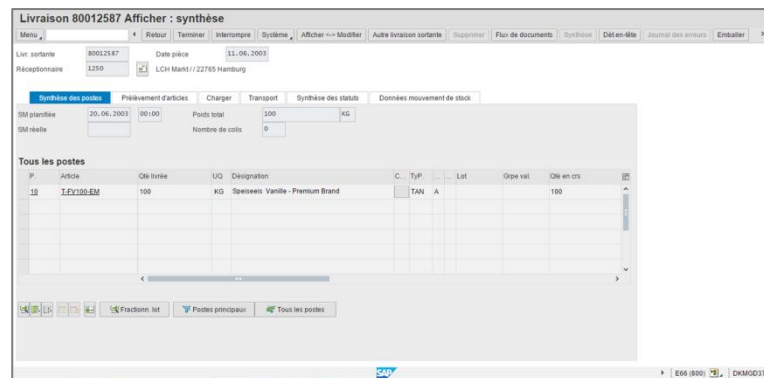 Livraison 80012587 Afficher : synthèse
Menu Retour Terminer Interrompre Système Afficher <-> Modifier Autre livraison sortante Supprimer Flux de documents Synthèse Dét.en-tête Journal des erreurs Emballer
Livr. sortante 80012587 Date pièce 11.06.2003
Réceptionnaire 1250 LCH Markt / / 22765 Hamburg
Synthèse des postes Prélèvement d'articles Charger Transport Synthèse des statuts Données mouvement de stock
SM planifiée 20.06.2003 00:00 Poids total 100 KG
SM réelle Nombre de colis 0
Tous les postes
P. Article Qté livrée UQ Désignation C... TyP. ... ... Lot Grpe val. Qté en crs
10 T-FV100-EM 100 KG Speiseeis Vanille - Premium Brand TAN A 100
Fractionn. lot Postes principaux Tous les postes
SAP E66 (800) DKMGD37